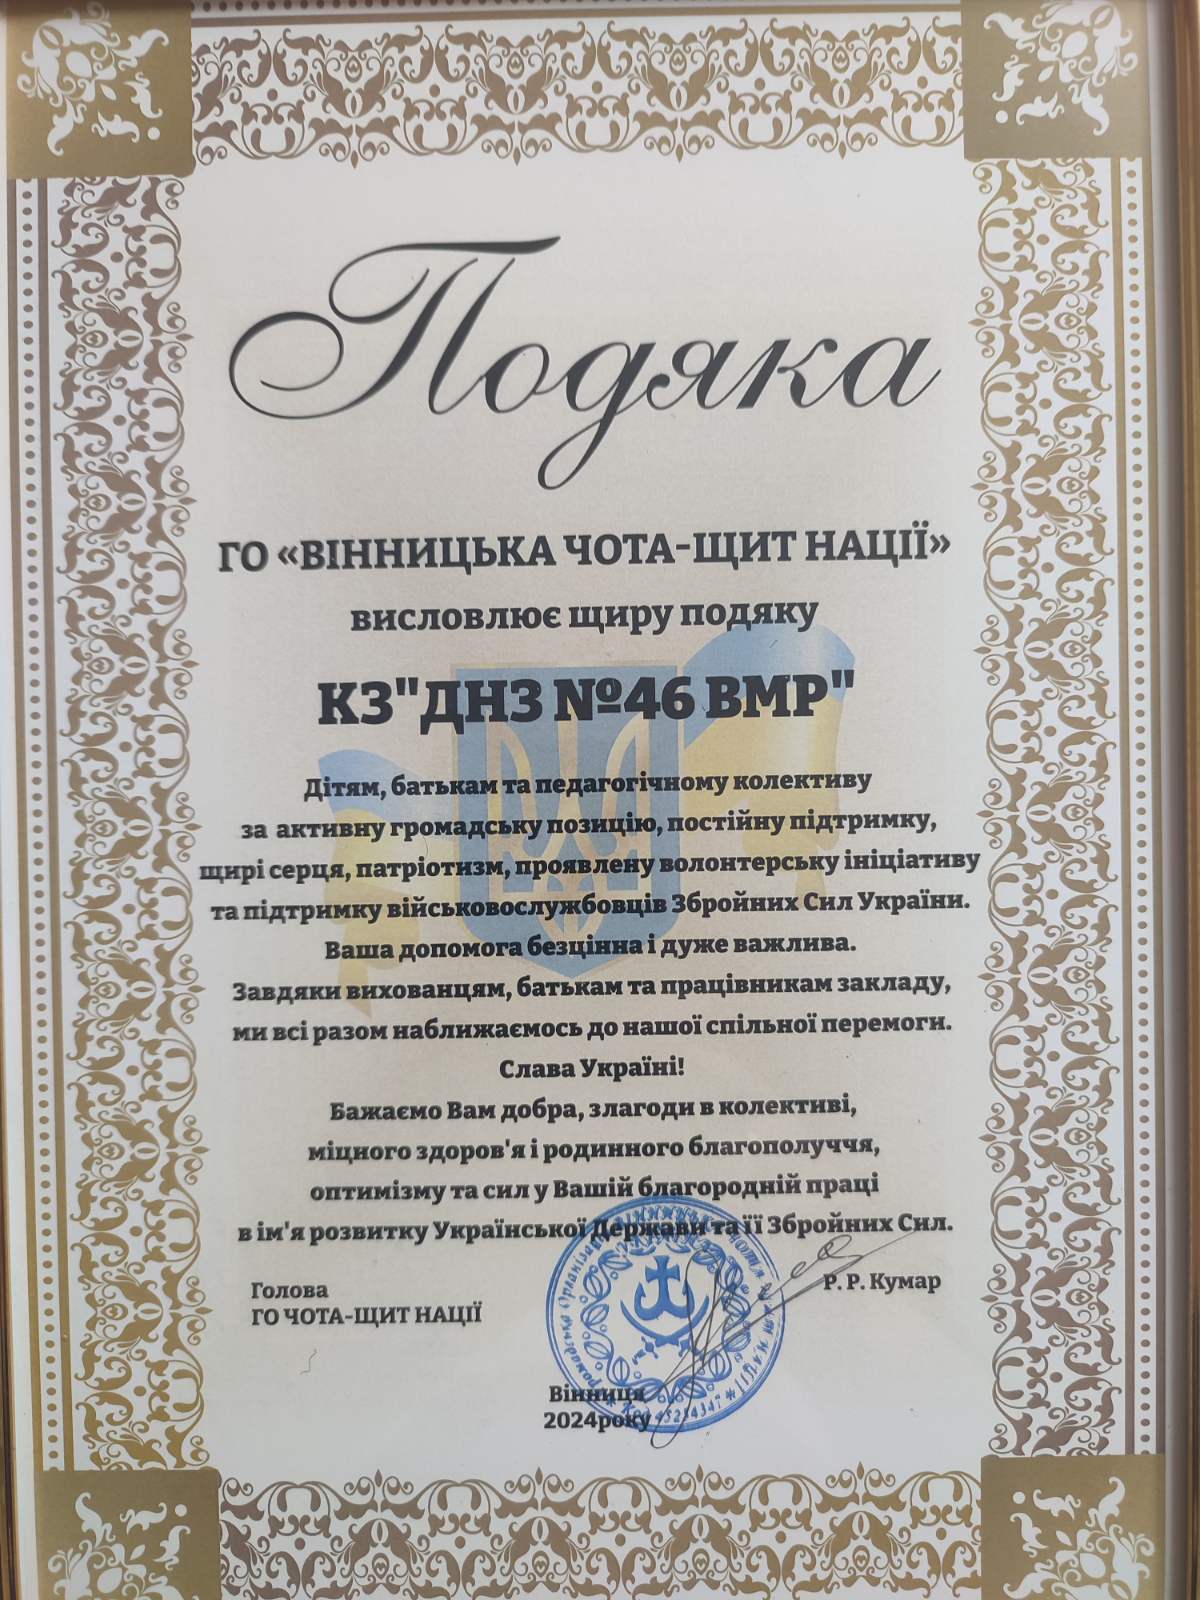 Подяка
ГО «ВІННИЦЬКА ЧОТА-ЩИТ НАЦІЇ»
висловлює щиру подяку
КЗ"ДНЗ №46 ВМР"
Дітям, батькам та педагогічному колективу
за активну громадську позицію, постійну підтримку,
щирі серця, патріотизм, проявлену волонтерську ініціативу
та підтримку військовослужбовців Збройних Сил України.
Ваша допомога безцінна і дуже важлива.
Завдяки вихованцям, батькам та працівникам закладу,
ми всі разом наближаємось до нашої спільної перемоги.
Слава Україні!
Бажаємо Вам добра, злагоди в колективі,
міцного здоров'я і родинного благополуччя,
оптимізму та сил у Вашій благородній праці
в ім'я розвитку Української Держави та її Збройних Сил.
Голова
ГО ЧОТА-ЩИТ НАЦІЇ
Р. Р. Кумар
Вінниця
2024року
Код 45254347